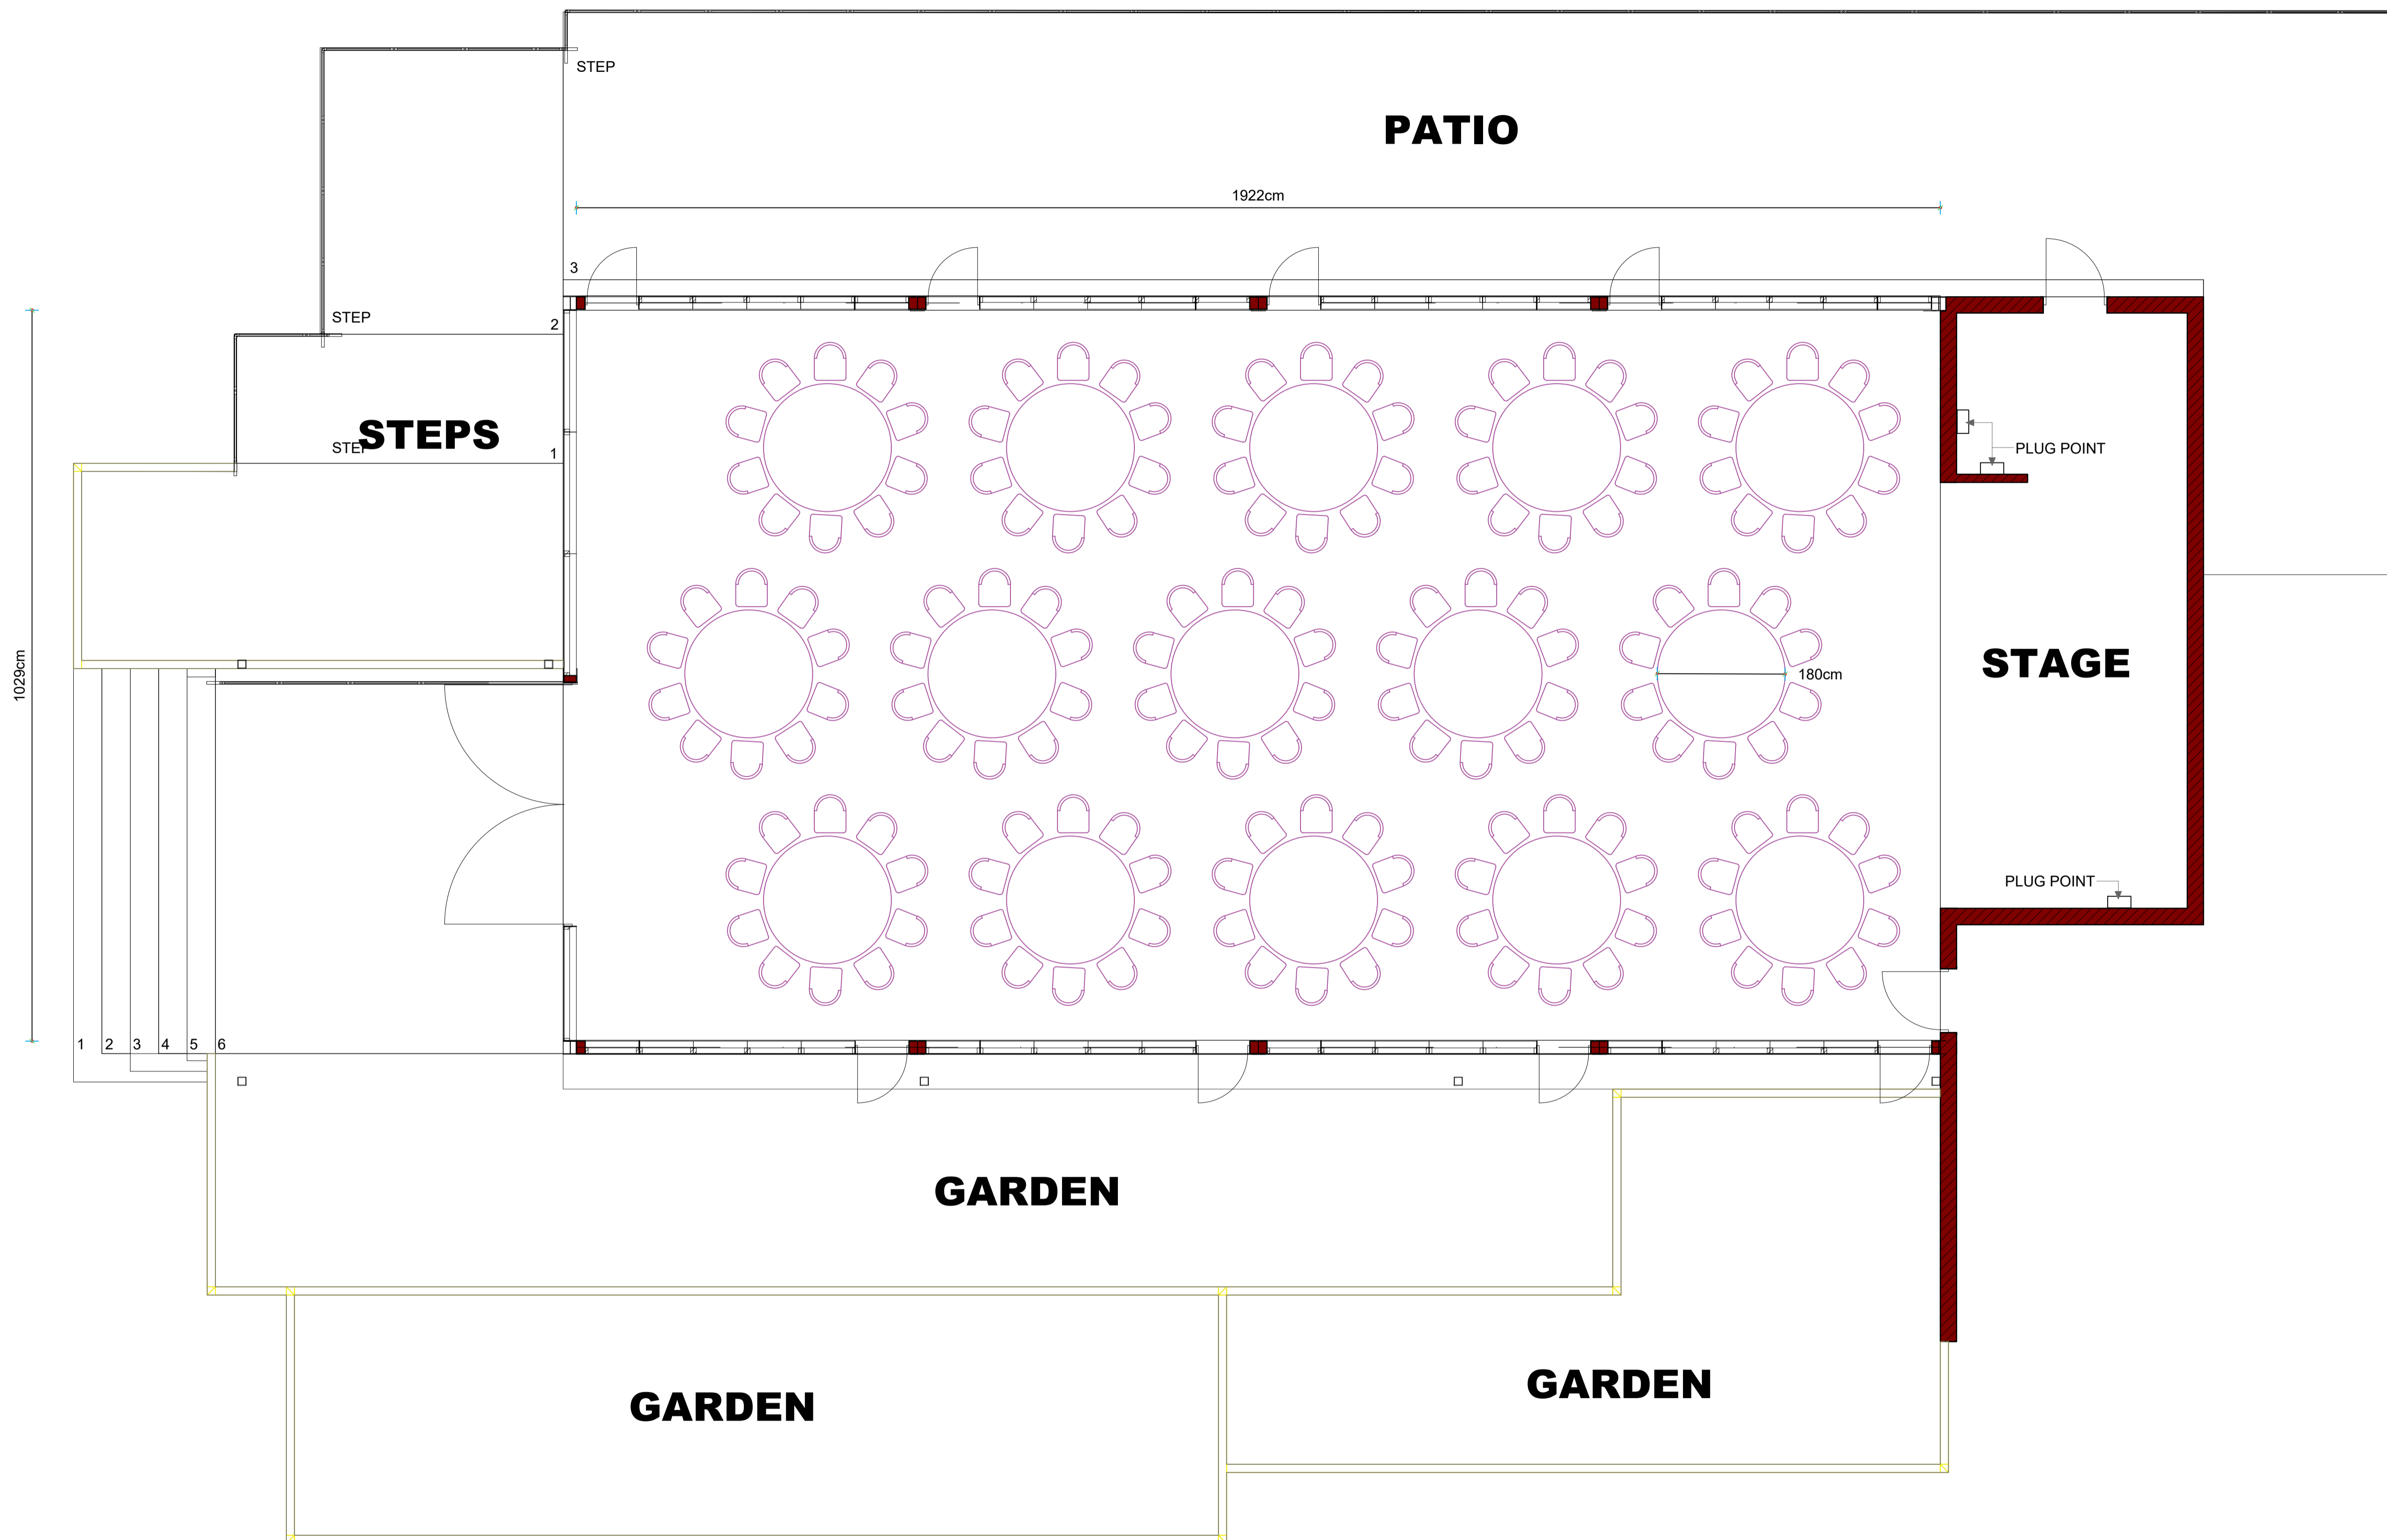 STEP
PATIO
1922cm
3
STEP
2
STEPS
STEP
1
PLUG POINT
1029cm
STAGE
180cm
PLUG POINT
1 2 3 4 5 6
GARDEN
GARDEN
GARDEN